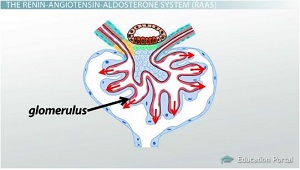 THE RENIN-ANGIOTENSIN-ALDOSTERONE SYSTEM (RAAS)
glomerulus
Education Portal